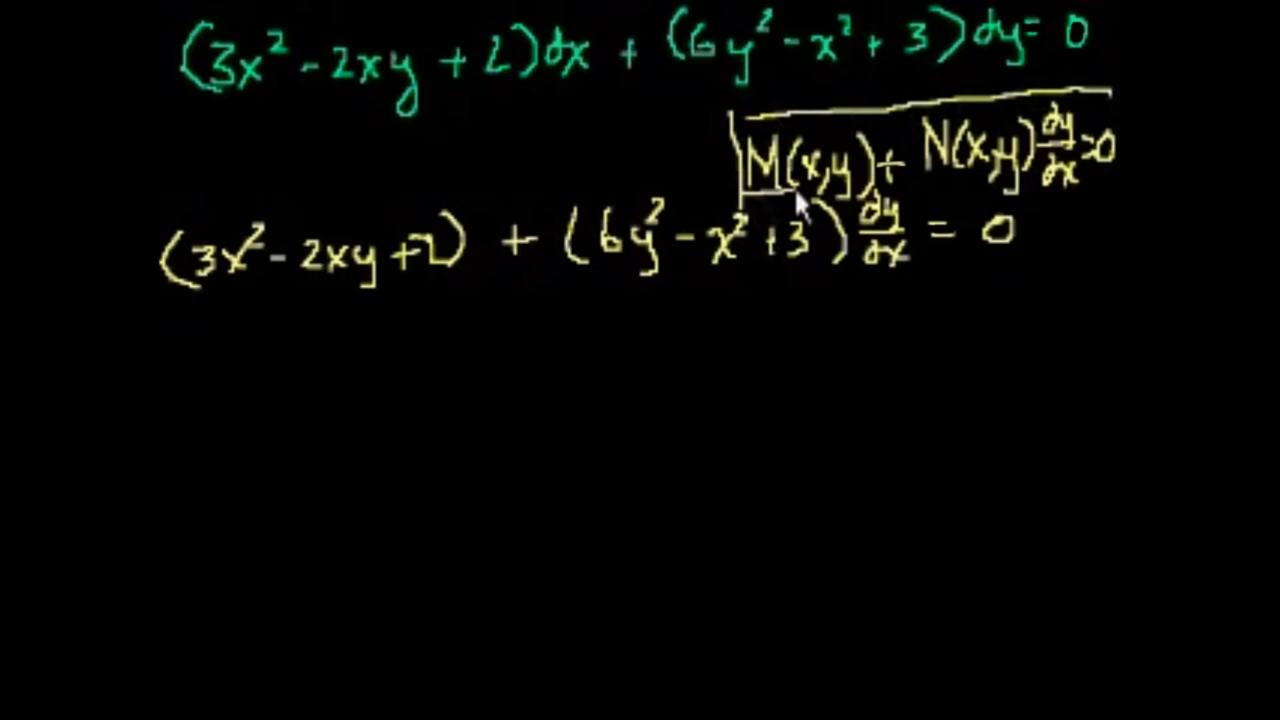 (3x² - 2xy + 2)dx + (6y² - x² + 3)dy = 0
M(x,y) + N(x,y) dy/dx = 0
(3x² - 2xy + 2) + (6y² - x² + 3) dy/dx = 0